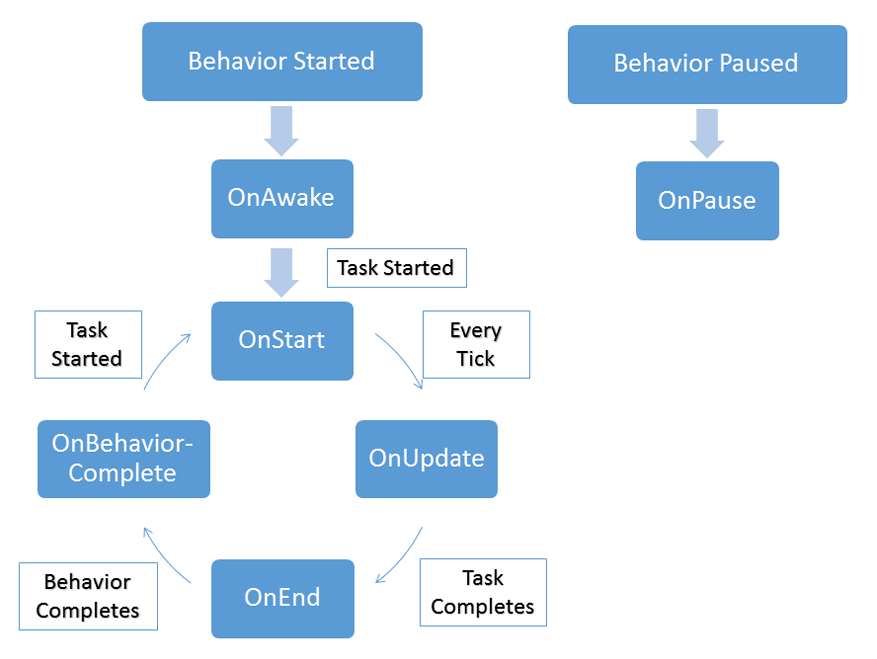 Behavior Started
Behavior Paused
OnAwake
OnPause
Task Started
OnStart
Task
Started
Every
Tick
OnBehavior-
Complete
OnUpdate
Behavior
Completes
OnEnd
Task
Completes